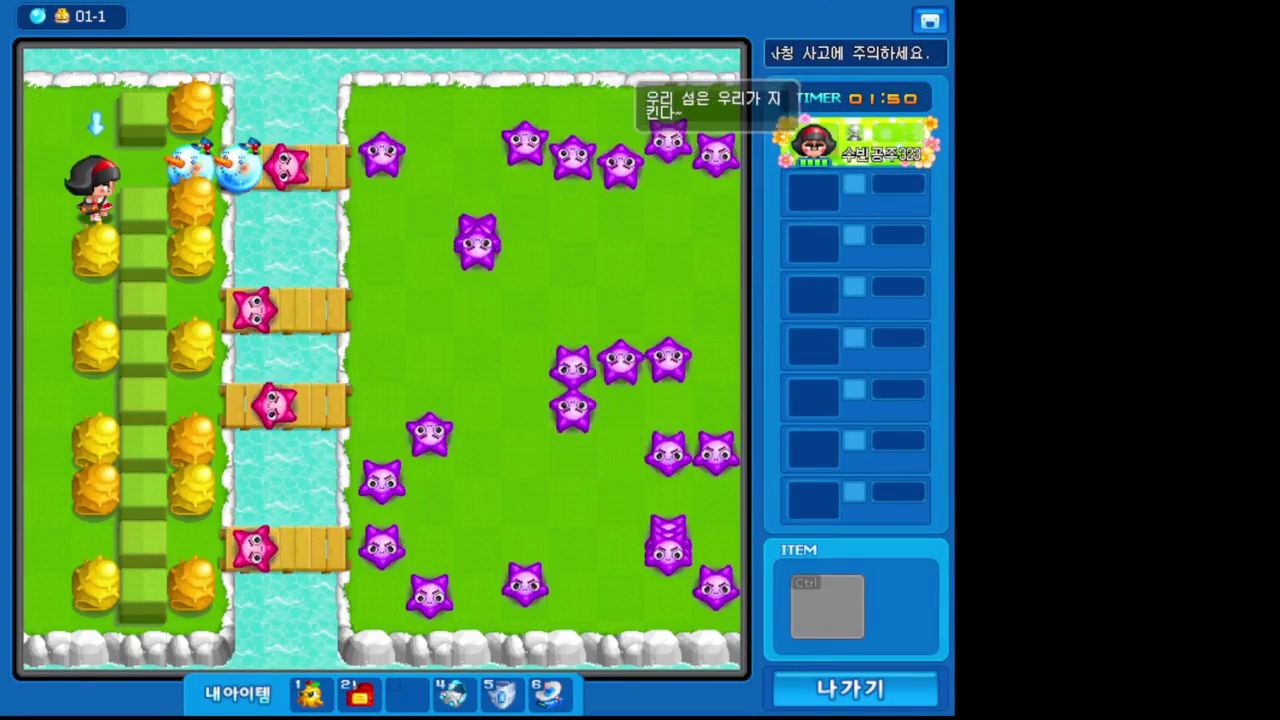 01-1
나칭 사고에 주의하세요.
우리 섬은 우리가 지
킨다~
TIMER 01:50
수빈공주323
ITEM
Ctrl
내아이템
1
2
4
5
6
나가기